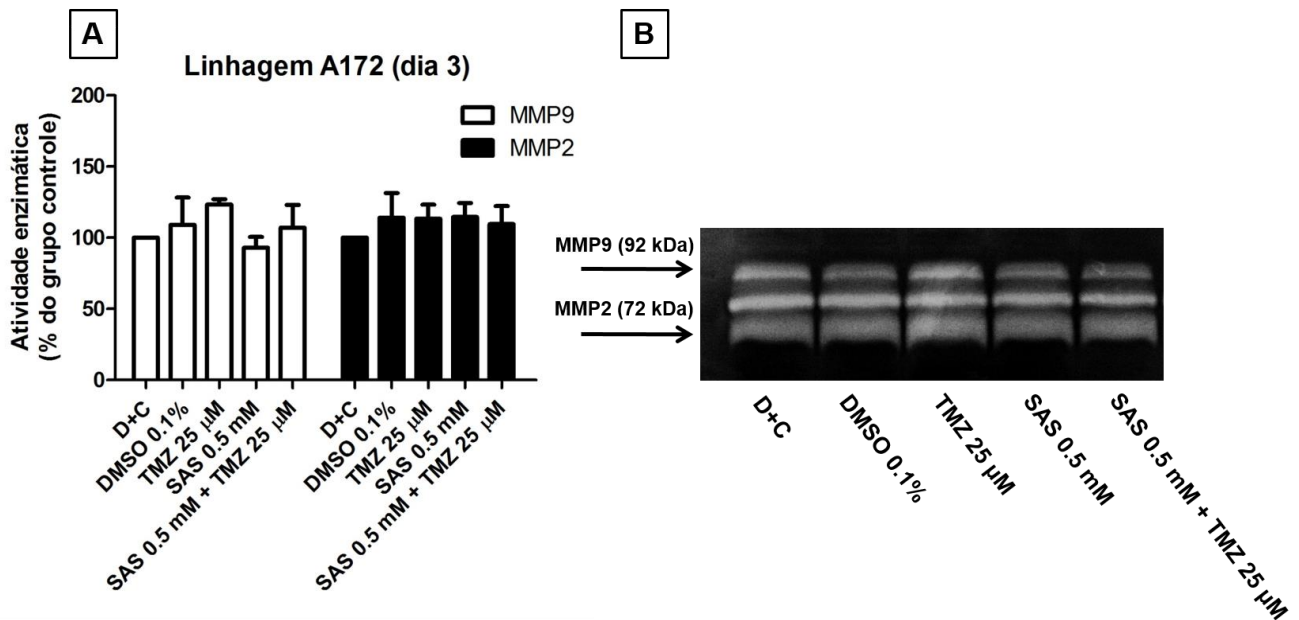 A
Linhagem A172 (dia 3)
Atividade enzimática
(% do grupo controle)
200
150
100
50
0
MMP9
MMP2
D+C
DMSO 0.1%
TMZ 25 µM
SAS 0.5 mM
SAS 0.5 mM + TMZ 25 µM
D+C
DMSO 0.1%
TMZ 25 µM
SAS 0.5 mM
SAS 0.5 mM + TMZ 25 µM
B
MMP9 (92 kDa)
MMP2 (72 kDa)
D+C
DMSO 0.1%
TMZ 25 µM
SAS 0.5 mM
SAS 0.5 mM + TMZ 25 µM